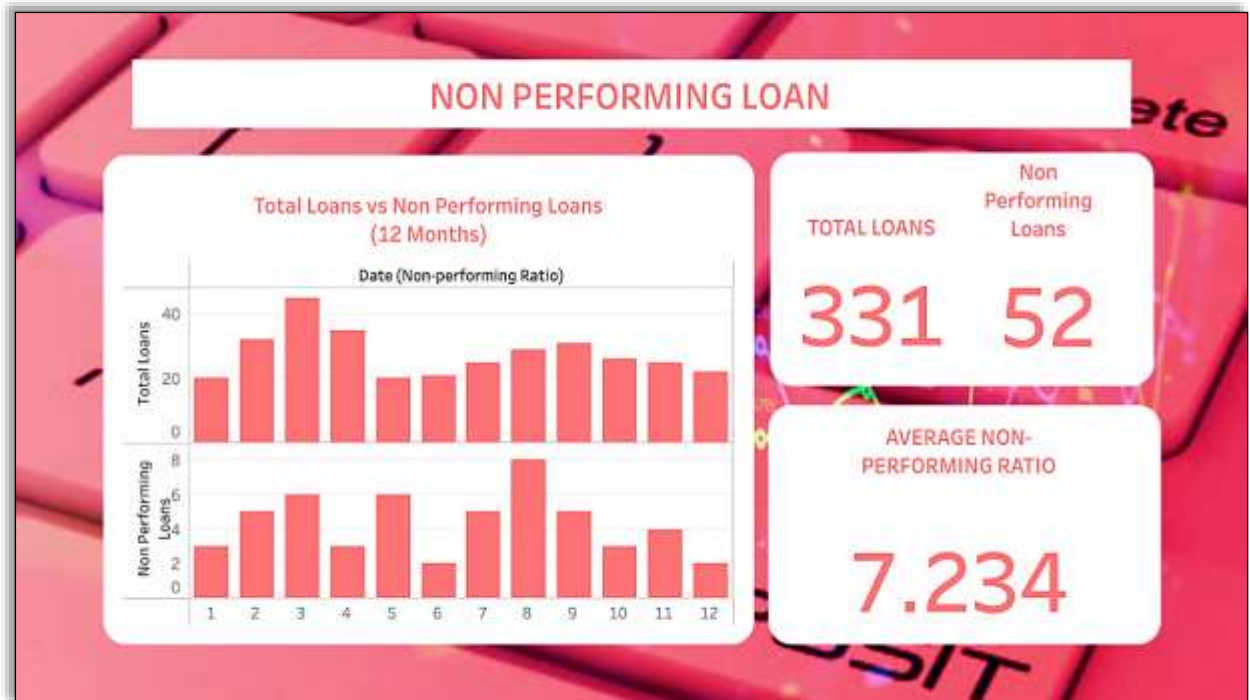 NON PERFORMING LOAN
ete
Total Loans vs Non Performing Loans
(12 Months)
Date (Non-performing Ratio)
Total Loans
40
20
0
Non Performing
Loans
8
6
4
2
0
1 2 3 4 5 6 7 8 9 10 11 12
TOTAL LOANS
331
Non
Performing
Loans
52
AVERAGE NON-
PERFORMING RATIO
7.234